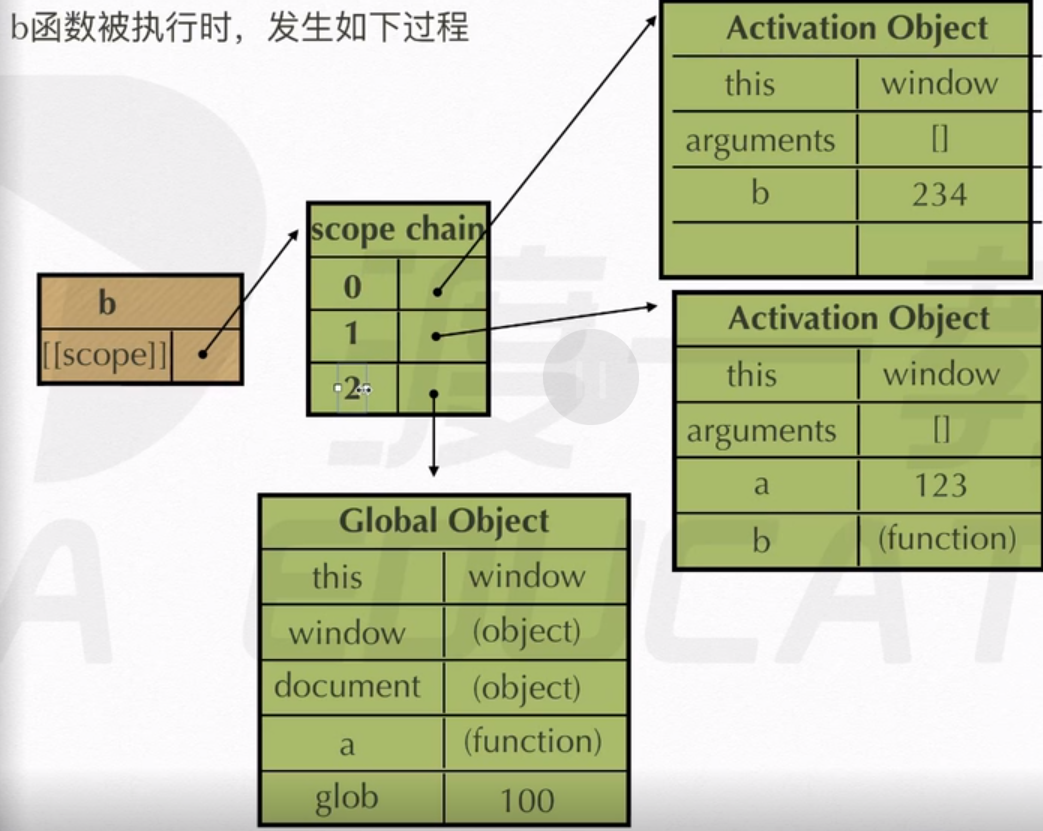 b函数被执行时，发生如下过程
Activation Object
this window
arguments []
b 234
scope chain
0
1
2
b
[[scope]]
Activation Object
this window
arguments []
a 123
b (function)
Global Object
this window
window (object)
document (object)
a (function)
glob 100